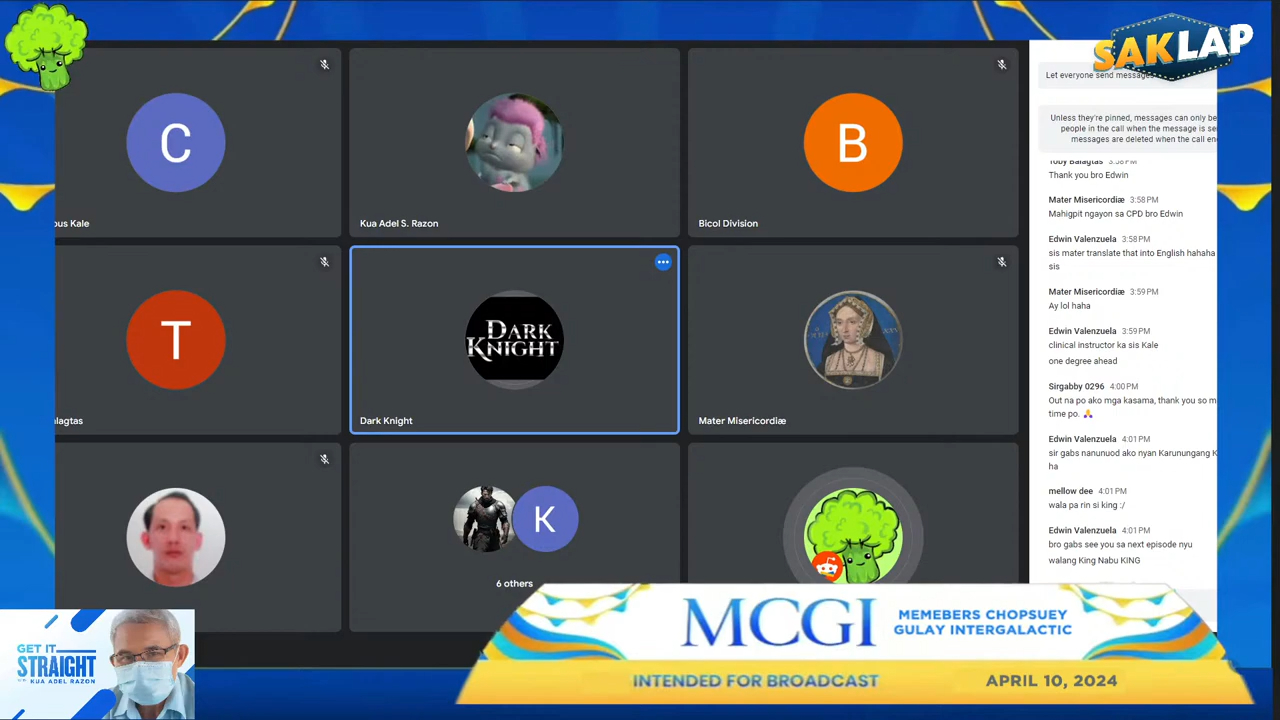 SAKLAP
C
ous Kale
Kua Adel S. Razon
B
Bicol Division
T
alagtas
DARK
KNIGHT
Dark Knight
Mater Misericordiæ
K
6 others
Let everyone send messages
Unless they're pinned, messages can only be
people in the call when the message is se
messages are deleted when the call en
Toby Balagtas 3:58 PM
Thank you bro Edwin
Mater Misericordiæ 3:58 PM
Mahigpit ngayon sa CPD bro Edwin
Edwin Valenzuela 3:58 PM
sis mater translate that into English hahaha
sis
Mater Misericordiæ 3:59 PM
Ay lol haha
Edwin Valenzuela 3:59 PM
clinical instructor ka sis Kale
one degree ahead
Sirgabby 0296 4:00 PM
Out na po ako mga kasama, thank you so m
time po. 🙏
Edwin Valenzuela 4:01 PM
sir gabs nanunuod ako nyan Karunungang K
ha
mellow dee 4:01 PM
wala pa rin si king :/
Edwin Valenzuela 4:01 PM
bro gabs see you sa next episode nyu
walang King Nabu KING
GET IT
STRAIGHT
KUA ADEL RAZON
MCGI
MEMEBERS CHOPSUEY
GULAY INTERGALACTIC
INTENDED FOR BROADCAST
APRIL 10, 2024